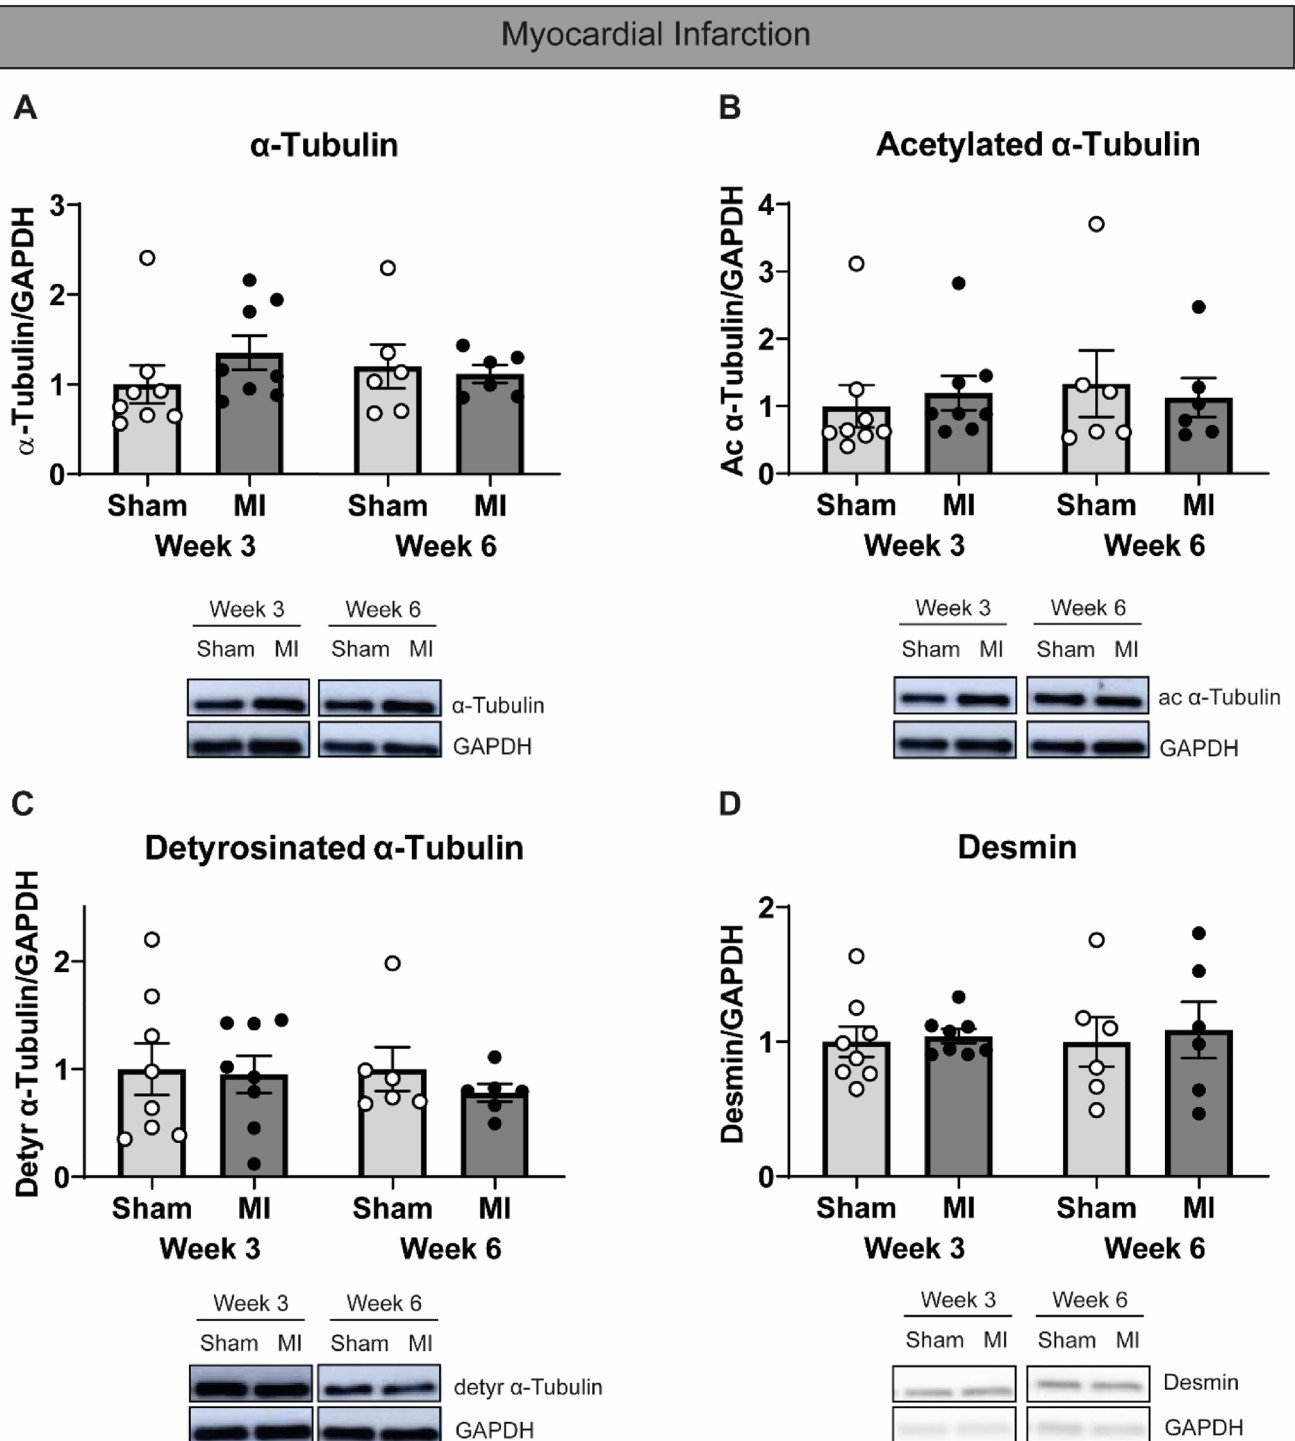 Myocardial Infarction
A
α-Tubulin
α-Tubulin/GAPDH
3
2
1
0
Sham MI Sham MI
Week 3 Week 6
Week 3 Week 6
Sham MI Sham MI
α-Tubulin
GAPDH
B
Acetylated α-Tubulin
Ac α-Tubulin/GAPDH
4
3
2
1
0
Sham MI Sham MI
Week 3 Week 6
Week 3 Week 6
Sham MI Sham MI
ac α-Tubulin
GAPDH
C
Detyrosinated α-Tubulin
Detyr α-Tubulin/GAPDH
2
1
0
Sham MI Sham MI
Week 3 Week 6
Week 3 Week 6
Sham MI Sham MI
detyr α-Tubulin
GAPDH
D
Desmin
Desmin/GAPDH
2
1
0
Sham MI Sham MI
Week 3 Week 6
Week 3 Week 6
Sham MI Sham MI
Desmin
GAPDH